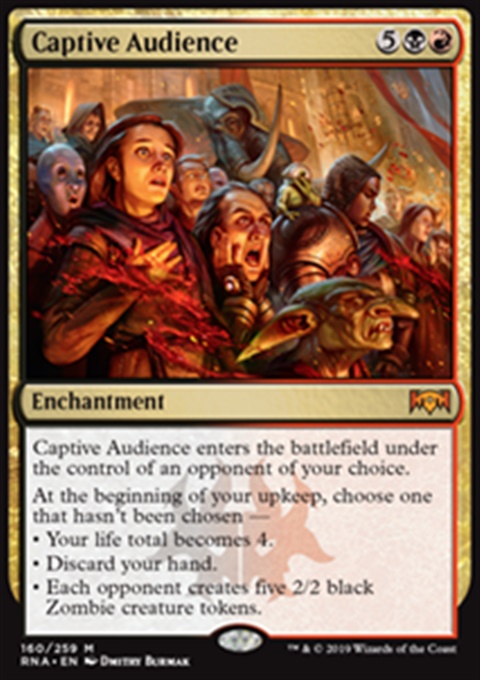 Captive Audience 5
Enchantment
Captive Audience enters the battlefield under
the control of an opponent of your choice.
At the beginning of your upkeep, choose one
that hasn't been chosen —
• Your life total becomes 4.
• Discard your hand.
• Each opponent creates five 2/2 black
Zombie creature tokens.
160/259 M
RNA • EN Dmitry Burmak
™ & © 2019 Wizards of the Coast